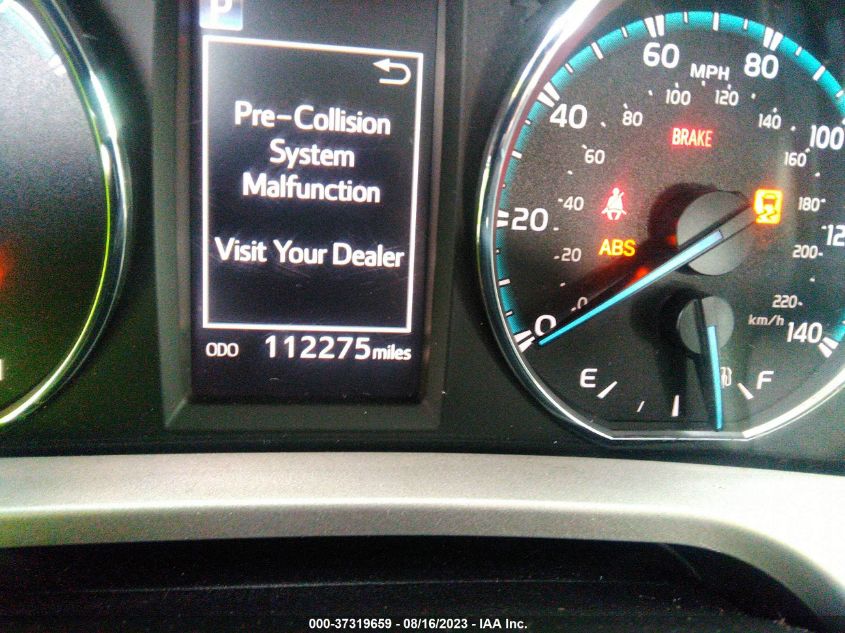 P
Pre-Collision
System
Malfunction
Visit Your Dealer
ODO 112275 miles
0 20 40 60 80 100 12 140
MPH
0 20 40 60 80 100 120 140 160 180 200 220
km/h
BRAKE
ABS
E F
000-37319659 - 08/16/2023 - IAA Inc.